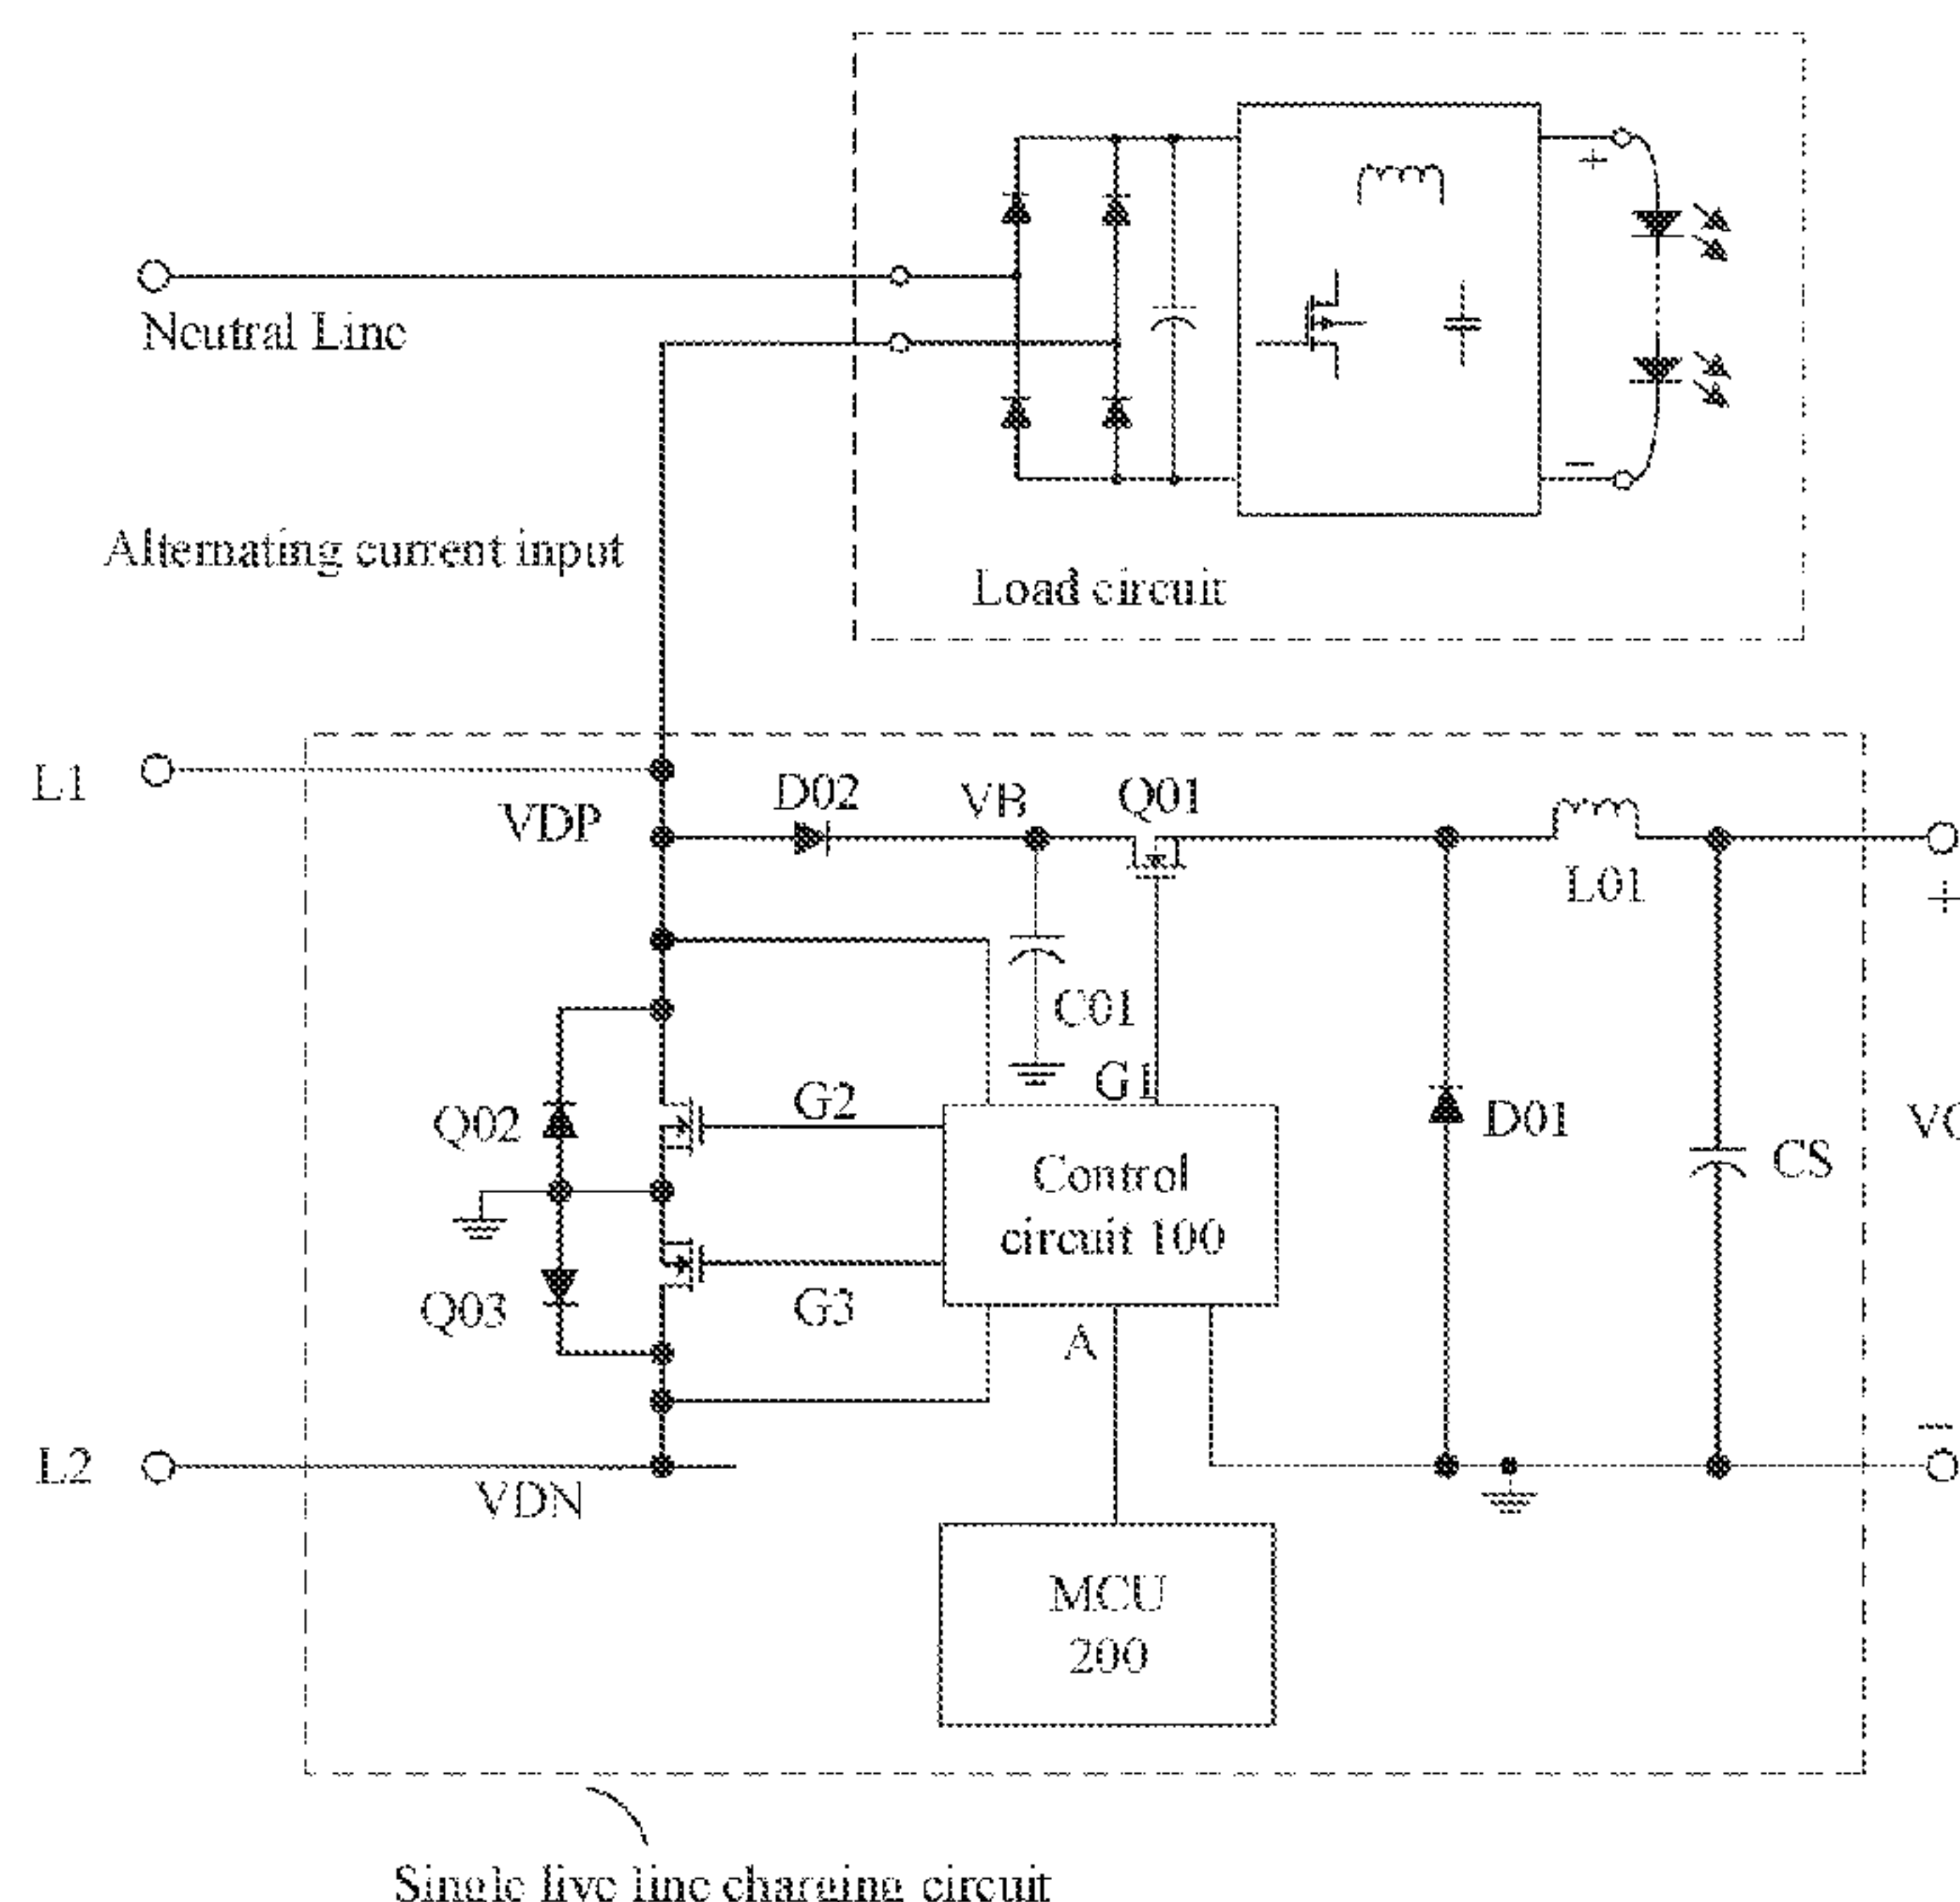 Neutral Line
+
−
Alternating current input
Load circuit
L1
VDP
D02
VB
Q01
L01
+
C01
G1
Q02
G2
Control
circuit 100
D01
CS
Q03
G3
A
L2
VDN
−
MCU
200
Single live line charging circuit